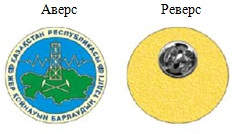 Аверс
Реверс
ҚАЗАҚСТАН РЕСПУБЛИКАСЫ
ЖЕР ҚОЙНАУЫН БАРЛАУДЫҢ ҮЗДІГІ